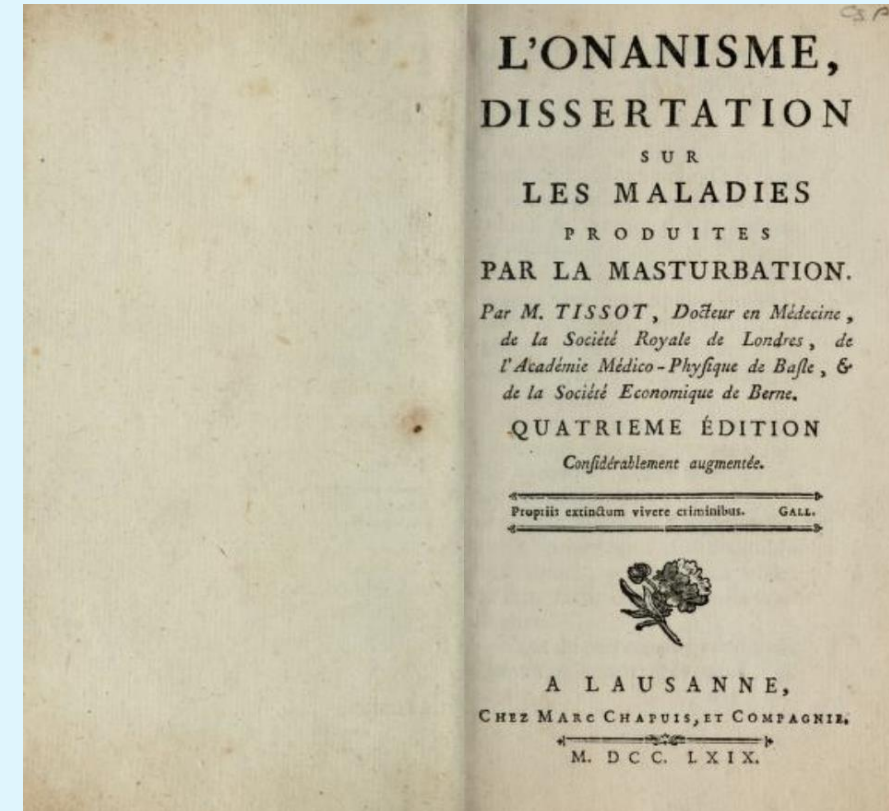 L'ONANISME,
DISSERTATION
SUR
LES MALADIES
PRODUITES
PAR LA MASTURBATION.
Par M. TISSOT, Docteur en Médecine,
de la Société Royale de Londres, de
l'Académie Médico-Phyſique de Baſle, &
de la Société Economique de Berne.
QUATRIEME ÉDITION
Conſidérablement augmentée.
Propriis extinctum vivere criminibus. GALL.
A LAUSANNE,
CHEZ MARC CHAPUIS, ET COMPAGNIE.
M. DCC. LXIX.